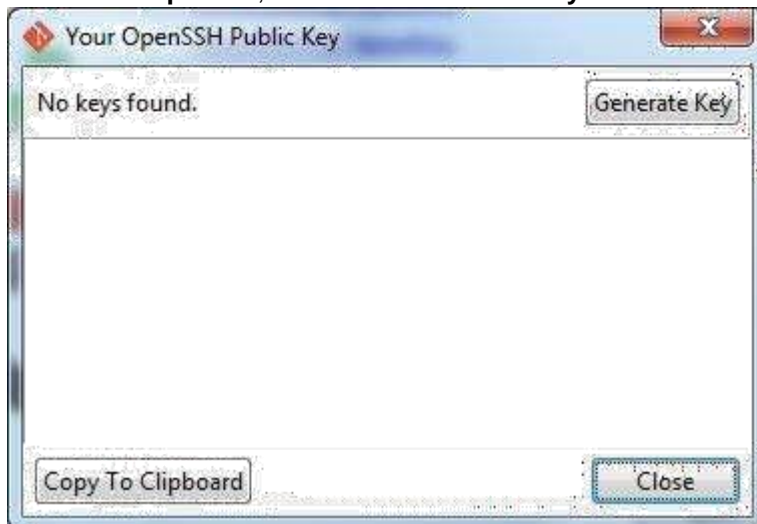 Your OpenSSH Public Key
No keys found.
Generate Key
Copy To Clipboard
Close